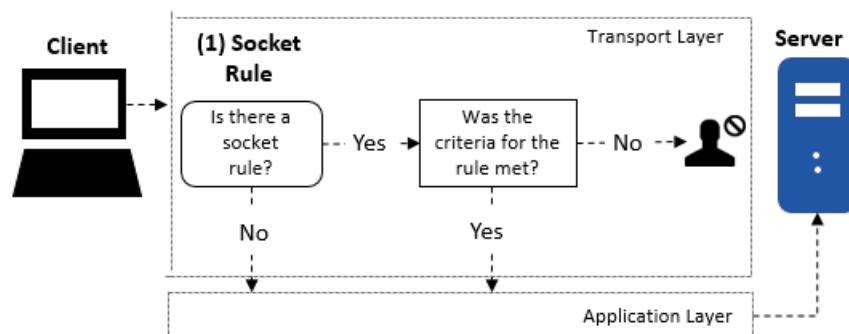 Client
(1) Socket
Rule
Transport Layer
Server
Is there a
socket
rule?
Yes
Was the
criteria for the
rule met?
No
No
Yes
Application Layer